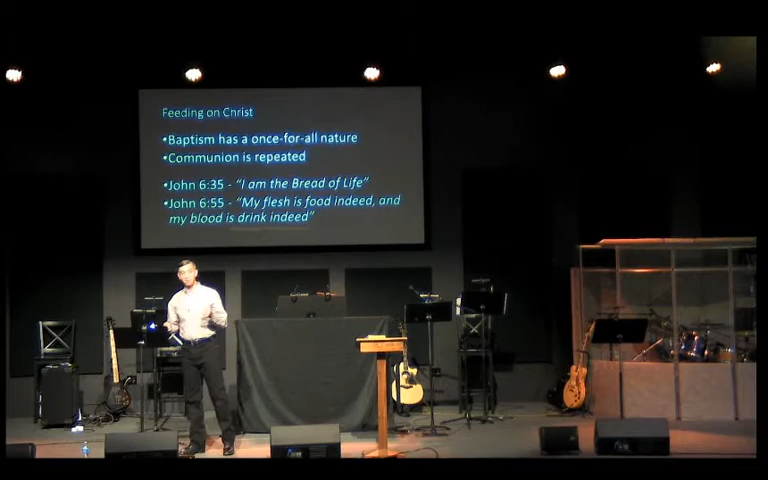 Feeding on Christ
•Baptism has a once-for-all nature
•Communion is repeated
•John 6:35 - “I am the Bread of Life”
•John 6:55 - “My flesh is food indeed, and
my blood is drink indeed”